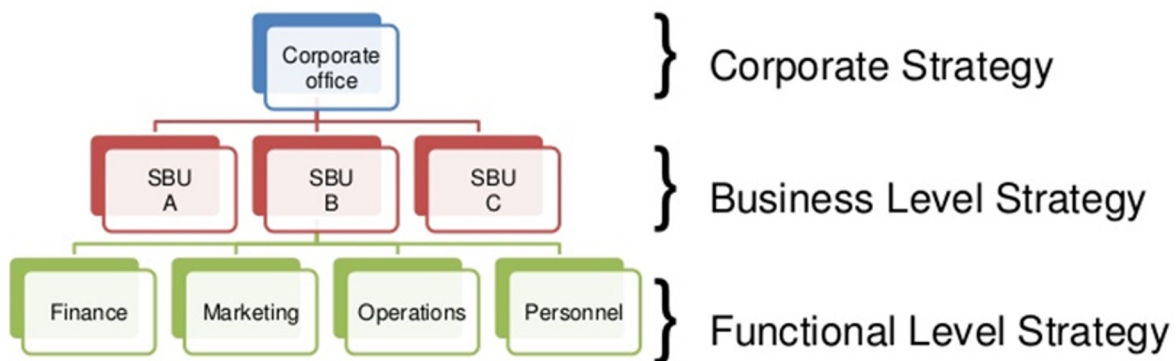 Corporate
office
Corporate Strategy
SBU
A
SBU
B
SBU
C
Business Level Strategy
Finance
Marketing
Operations
Personnel
Functional Level Strategy